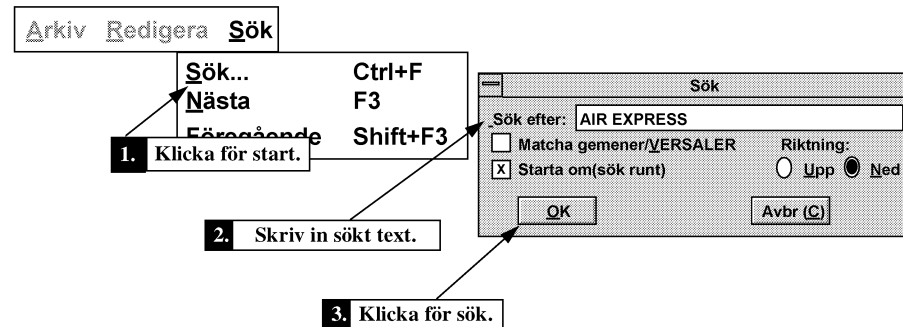 Arkiv Redigera Sök
Sök... Ctrl+F
Nästa F3
Föregående Shift+F3
1. Klicka för start.
Sök
Sök efter: AIR EXPRESS
Matcha gemener/VERSALER Riktning:
X Starta om(sök runt) Upp Ned
OK Avbr (C)
2. Skriv in sökt text.
3. Klicka för sök.